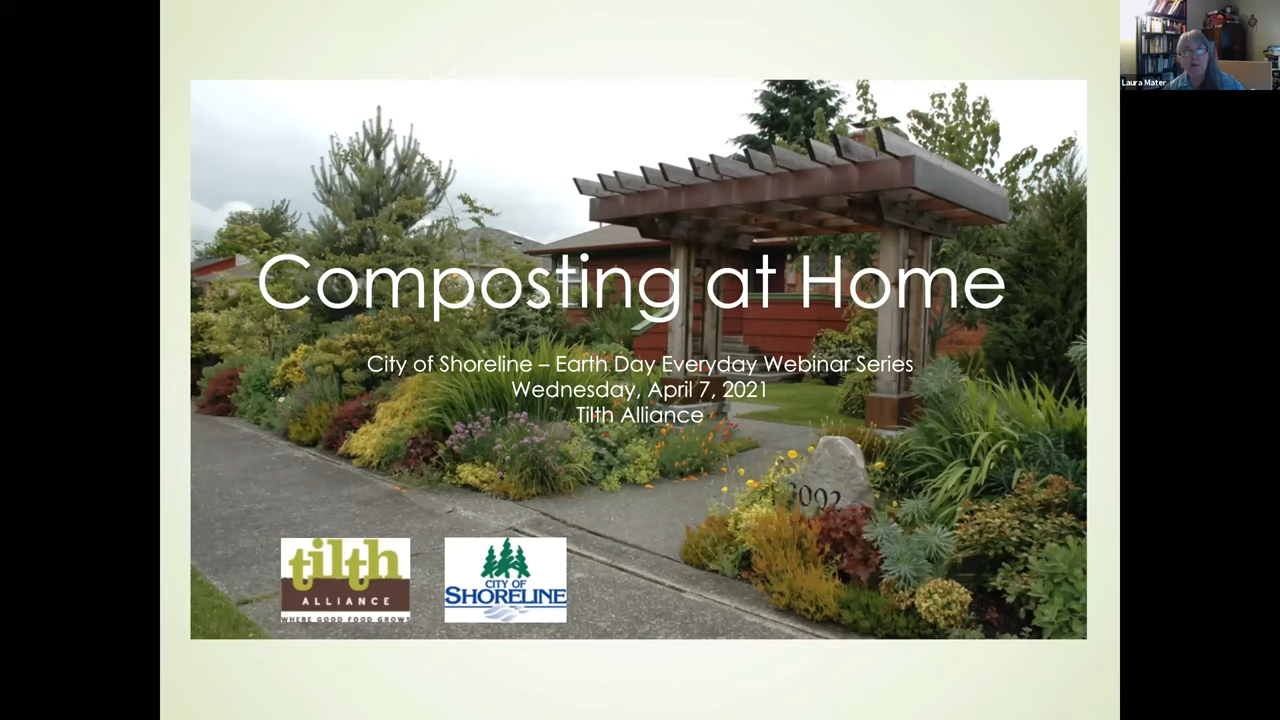 Laura Mater
Composting at Home
City of Shoreline – Earth Day Everyday Webinar Series
Wednesday, April 7, 2021
Tilth Alliance
3002
tilth
ALLIANCE
WHERE GOOD FOOD GROWS
CITY OF
SHORELINE